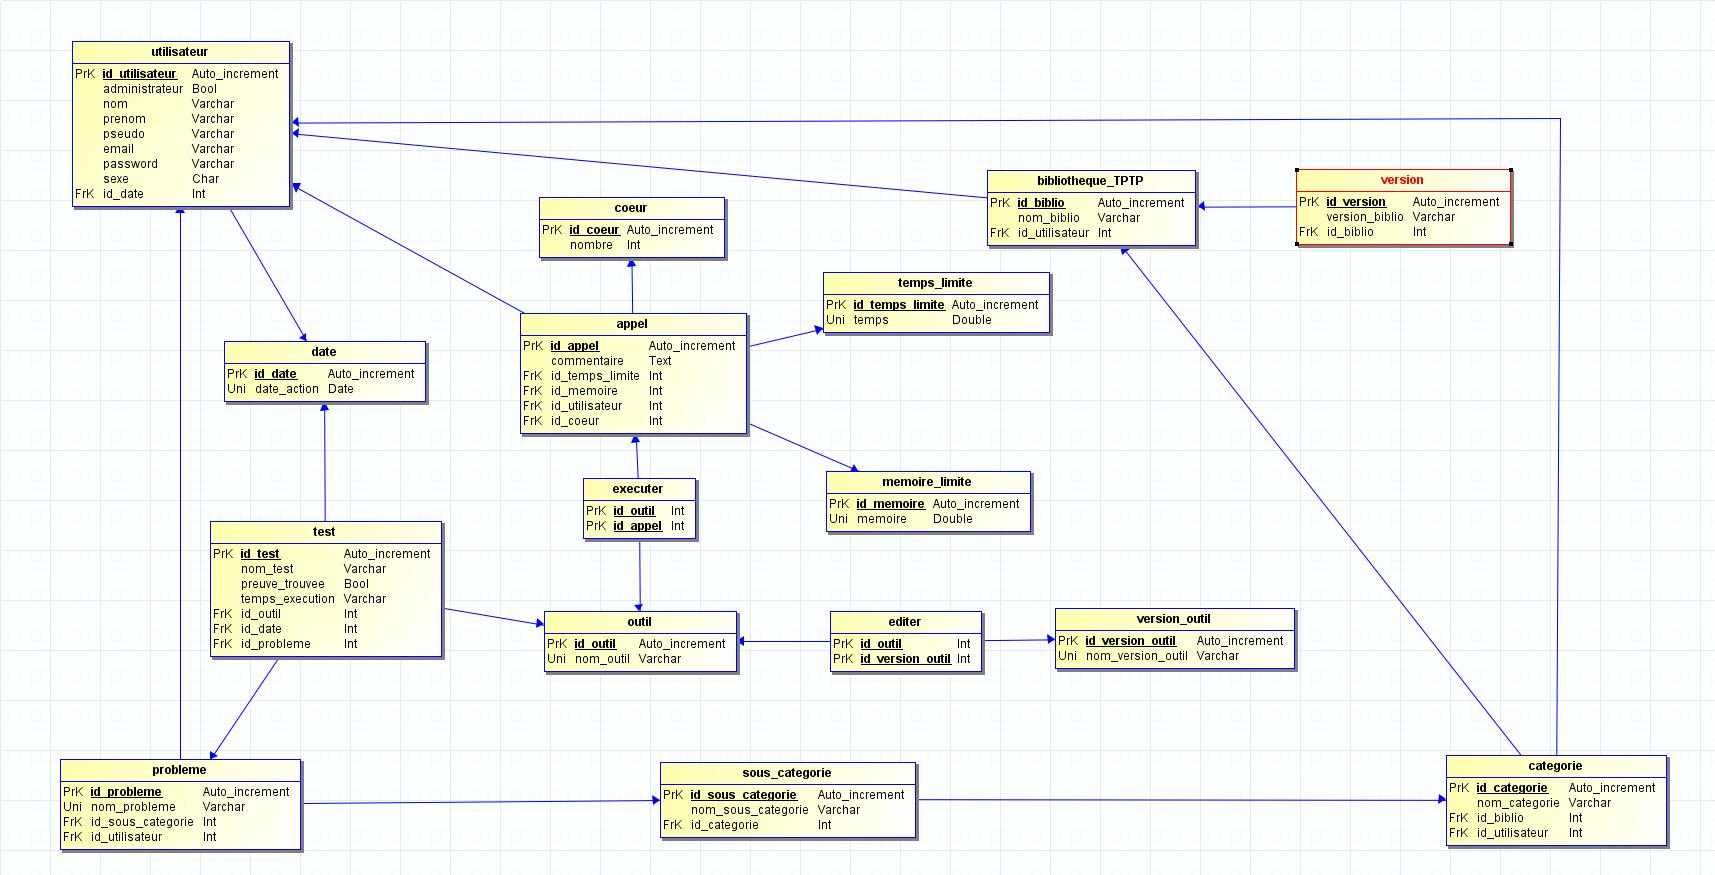 utilisateur
PrK id_utilisateur Auto_increment
administrateur Bool
nom Varchar
prenom Varchar
pseudo Varchar
email Varchar
password Varchar
sexe Char
FrK id_date Int
coeur
PrK id_coeur Auto_increment
nombre Int
bibliotheque_TPTP
PrK id_biblio Auto_increment
nom_biblio Varchar
FrK id_utilisateur Int
version
PrK id_version Auto_increment
version_biblio Varchar
FrK id_biblio Int
temps_limite
PrK id_temps_limite Auto_increment
Uni temps Double
date
PrK id_date Auto_increment
Uni date_action Date
appel
PrK id_appel Auto_increment
commentaire Text
FrK id_temps_limite Int
FrK id_memoire Int
FrK id_utilisateur Int
FrK id_coeur Int
executer
PrK id_outil Int
PrK id_appel Int
memoire_limite
PrK id_memoire Auto_increment
Uni memoire Double
test
PrK id_test Auto_increment
nom_test Varchar
preuve_trouvee Bool
temps_execution Varchar
FrK id_outil Int
FrK id_date Int
FrK id_probleme Int
outil
PrK id_outil Auto_increment
Uni nom_outil Varchar
editer
PrK id_outil Int
PrK id_version_outil Int
version_outil
PrK id_version_outil Auto_increment
Uni nom_version_outil Varchar
probleme
PrK id_probleme Auto_increment
Uni nom_probleme Varchar
FrK id_sous_categorie Int
FrK id_utilisateur Int
sous_categorie
PrK id_sous_categorie Auto_increment
nom_sous_categorie Varchar
FrK id_categorie Int
categorie
PrK id_categorie Auto_increment
nom_categorie Varchar
FrK id_biblio Int
FrK id_utilisateur Int